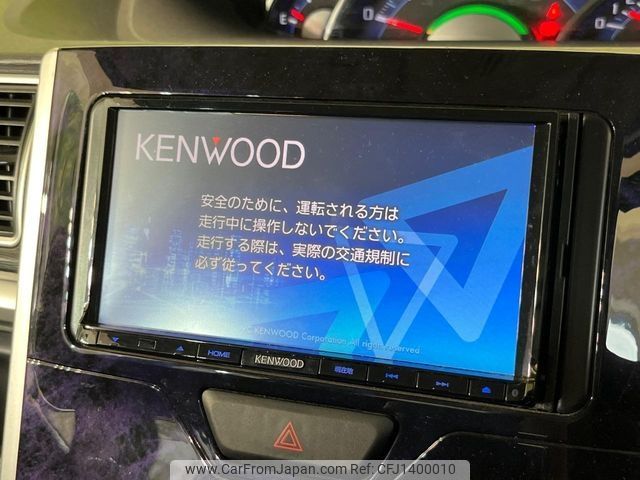 E
F
0
KENWOOD
安全のために、運転される方は
走行中に操作しないでください。
走行する際は、実際の交通規制に
必ず従ってください。
KENWOOD Corporation All rights reserved
HOME
KENWOOD
現在地
www.CarFromJapan.com | Stock ID: CFJ1400010